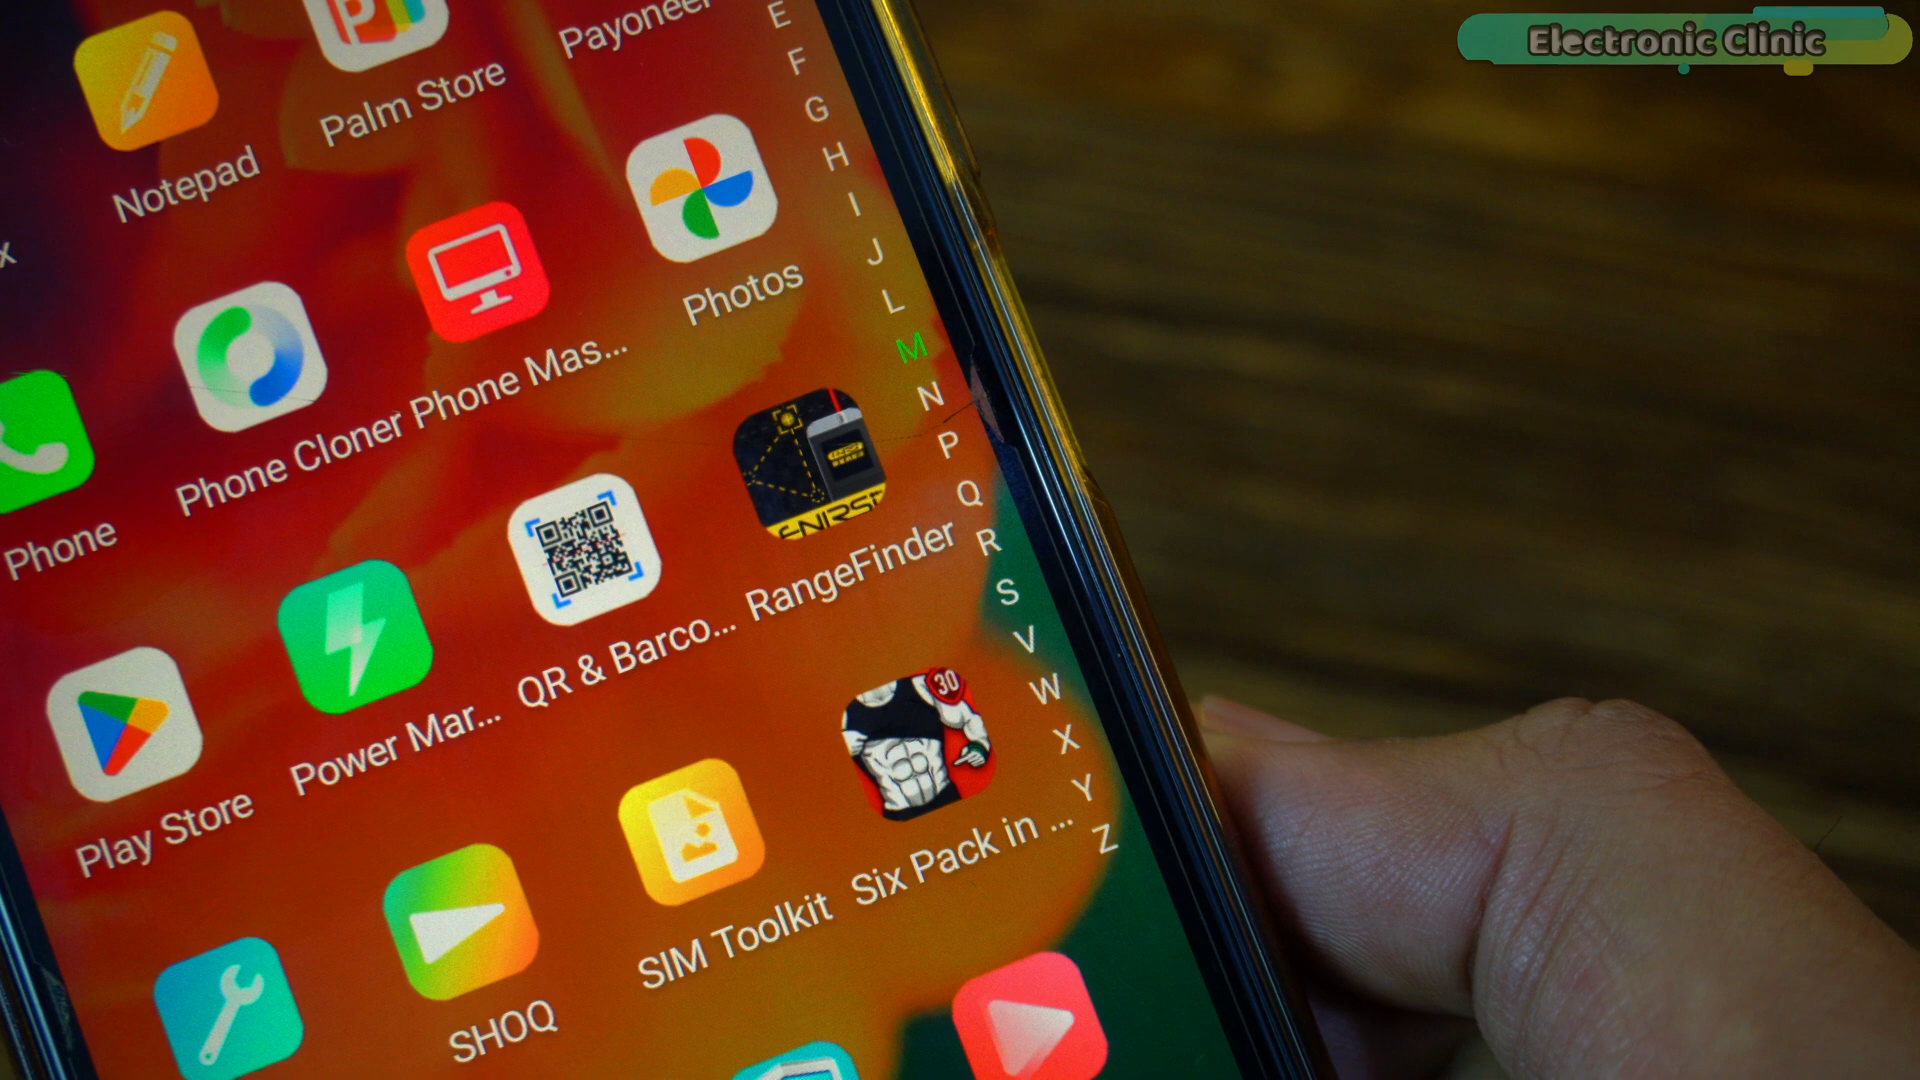 Electronic Clinic
Payoneer
Palm Store
Notepad
x
Photos
Phone Mas...
Phone Cloner
Phone
RangeFinder
QR & Barco...
Power Mar...
Play Store
30
Six Pack in ...
SIM Toolkit
SHOQ
E
F
G
H
I
J
L
M
N
P
Q
R
S
V
W
X
Y
Z